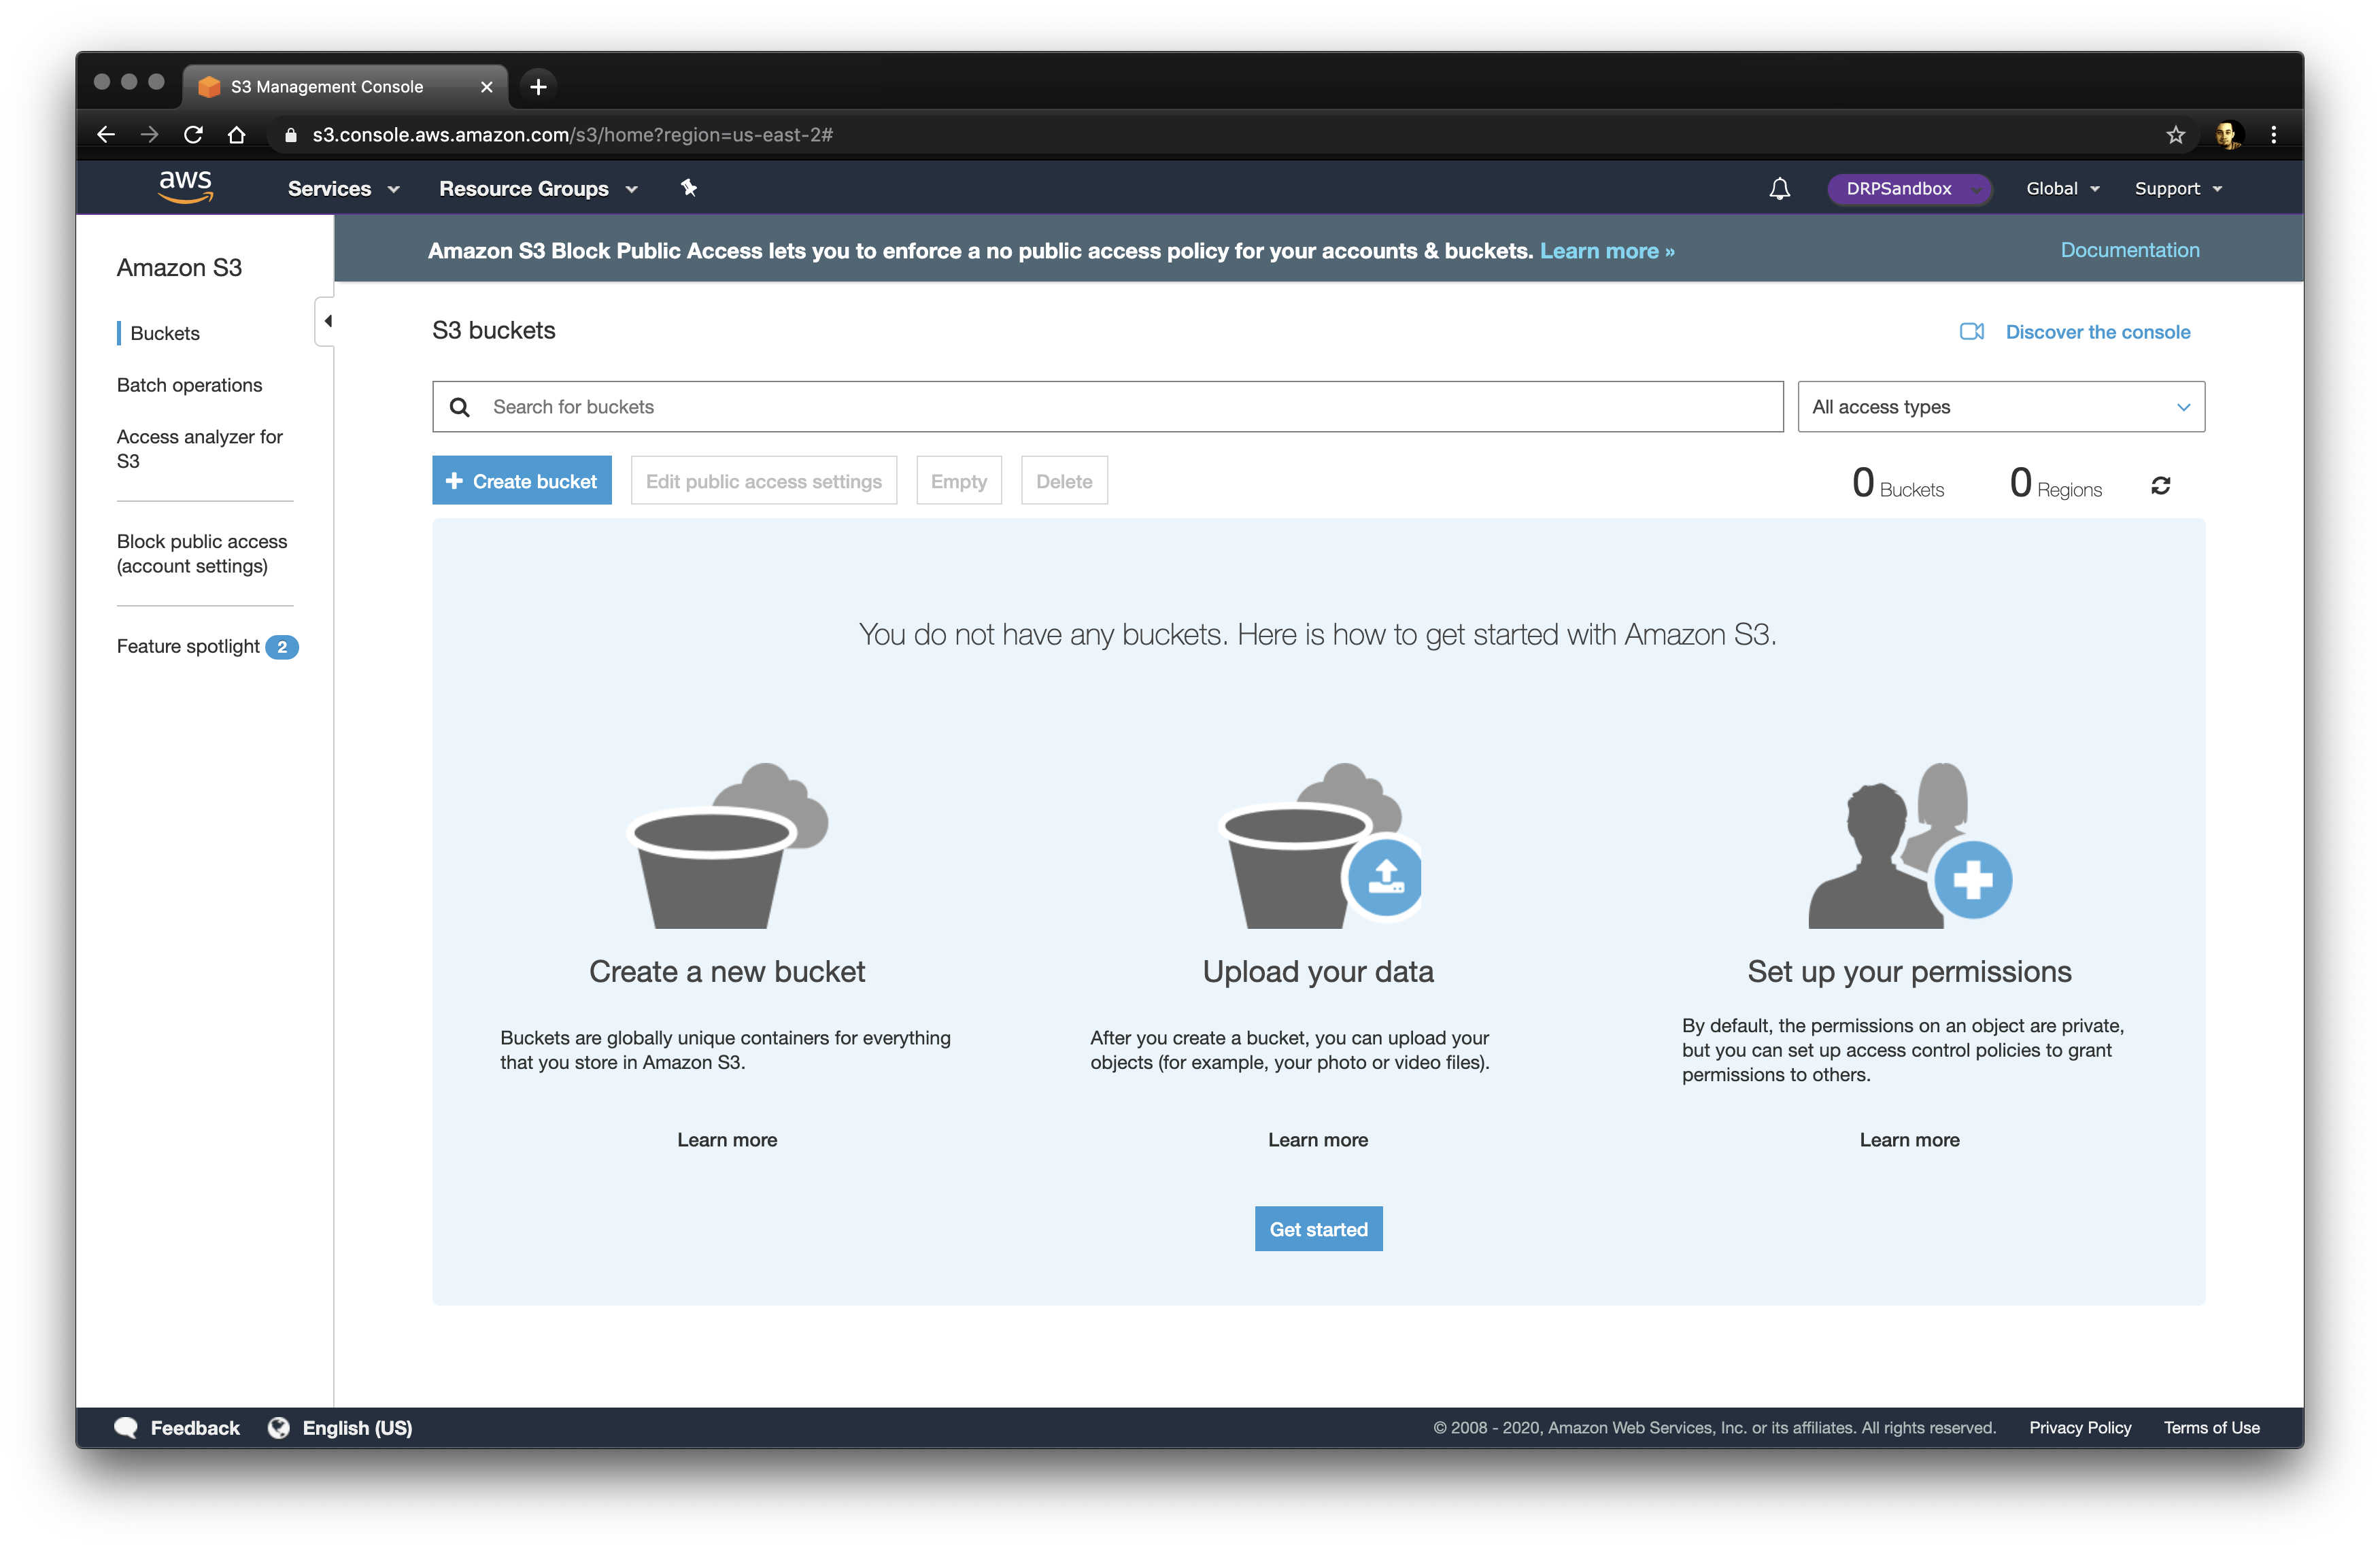 S3 Management Console
s3.console.aws.amazon.com/s3/home?region=us-east-2#
aws Services Resource Groups DRPSandbox Global Support
Amazon S3
Buckets
Batch operations
Access analyzer for
S3
Block public access
(account settings)
Feature spotlight 2
Amazon S3 Block Public Access lets you to enforce a no public access policy for your accounts & buckets. Learn more » Documentation
S3 buckets Discover the console
Search for buckets All access types
Create bucket Edit public access settings Empty Delete 0 Buckets 0 Regions
You do not have any buckets. Here is how to get started with Amazon S3.
Create a new bucket
Buckets are globally unique containers for everything
that you store in Amazon S3.
Learn more
Upload your data
After you create a bucket, you can upload your
objects (for example, your photo or video files).
Learn more
Set up your permissions
By default, the permissions on an object are private,
but you can set up access control policies to grant
permissions to others.
Learn more
Get started
Feedback English (US) © 2008 - 2020, Amazon Web Services, Inc. or its affiliates. All rights reserved. Privacy Policy Terms of Use